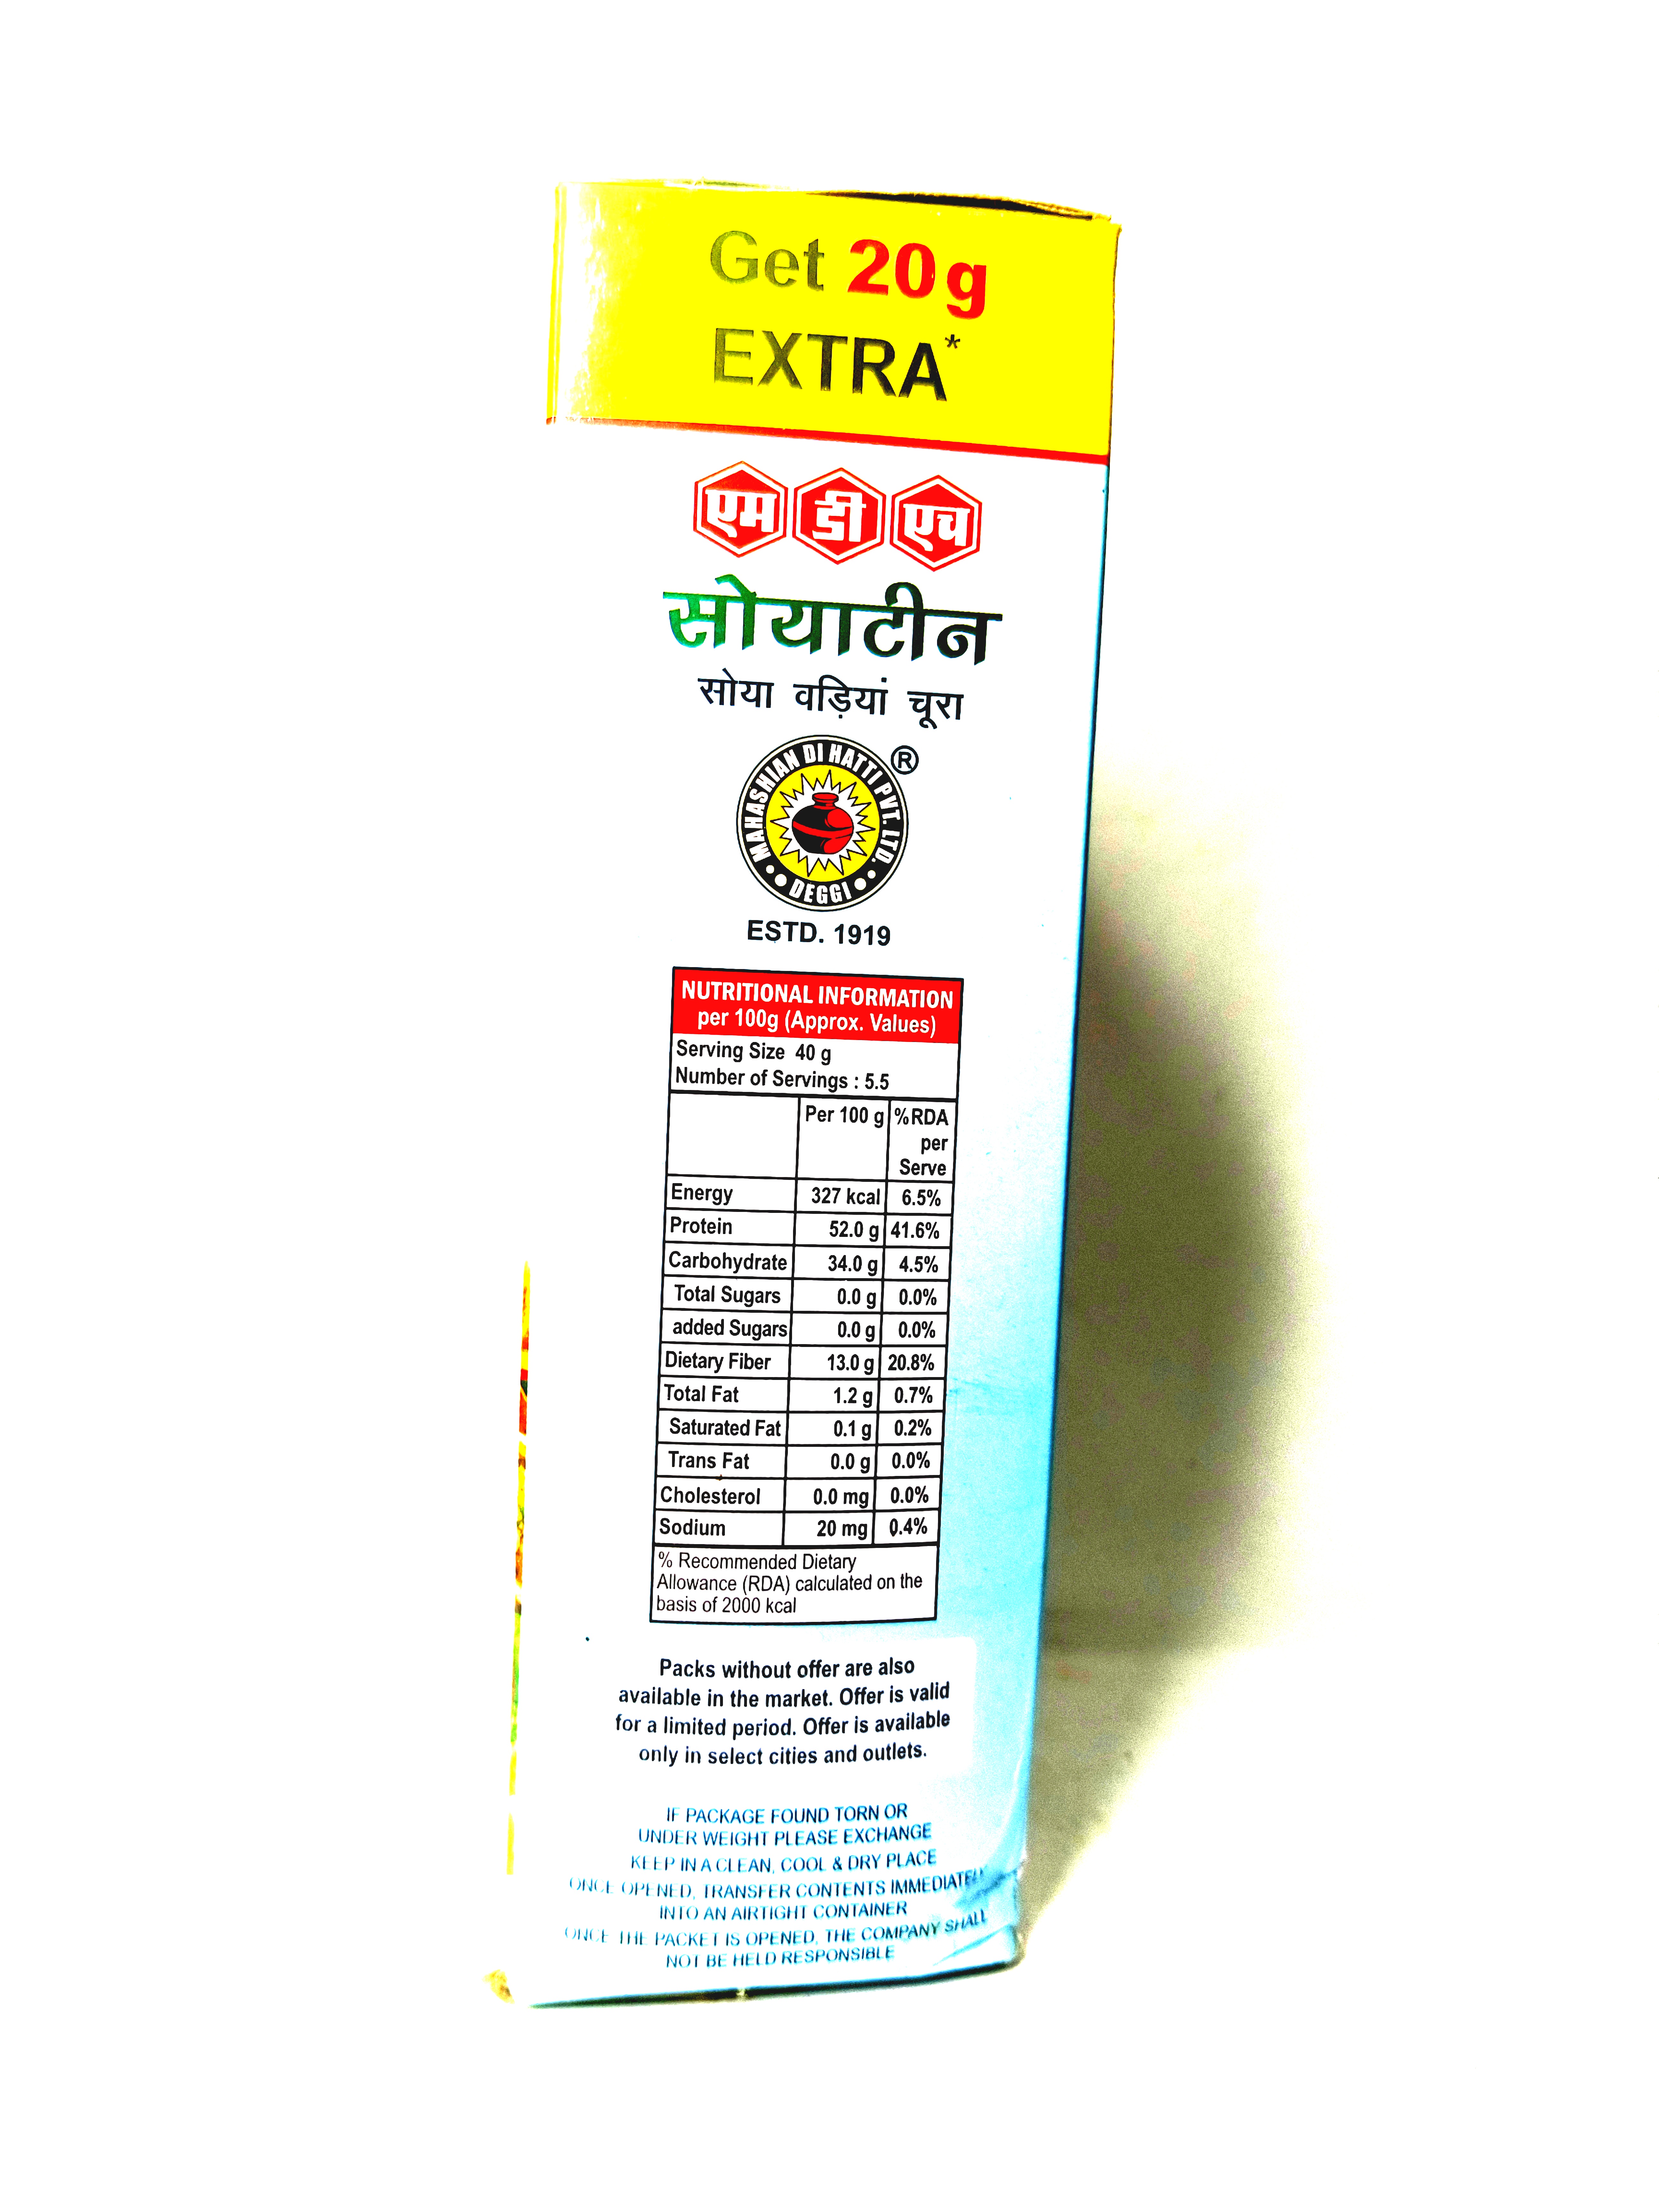 Get 20g
EXTRA*
एम डी एच
सोयाटीन
सोया वड़ियां चूरा
MAHASHIAN DI HATTI PVT. LTD. ®
DEGGI
ESTD. 1919
NUTRITIONAL INFORMATION
per 100g (Approx. Values)
Serving Size 40 g
Number of Servings : 5.5
Per 100 g %RDA
per
Serve
Energy 327 kcal 6.5%
Protein 52.0 g 41.6%
Carbohydrate 34.0 g 4.5%
Total Sugars 0.0 g 0.0%
added Sugars 0.0 g 0.0%
Dietary Fiber 13.0 g 20.8%
Total Fat 1.2 g 0.7%
Saturated Fat 0.1 g 0.2%
Trans Fat 0.0 g 0.0%
Cholesterol 0.0 mg 0.0%
Sodium 20 mg 0.4%
% Recommended Dietary
Allowance (RDA) calculated on the
basis of 2000 kcal
Packs without offer are also
available in the market. Offer is valid
for a limited period. Offer is available
only in select cities and outlets.
IF PACKAGE FOUND TORN OR
UNDER WEIGHT PLEASE EXCHANGE
KEEP IN A CLEAN, COOL & DRY PLACE
ONCE OPENED, TRANSFER CONTENTS IMMEDIATELY
INTO AN AIRTIGHT CONTAINER
ONCE THE PACKET IS OPENED, THE COMPANY SHALL
NOT BE HELD RESPONSIBLE